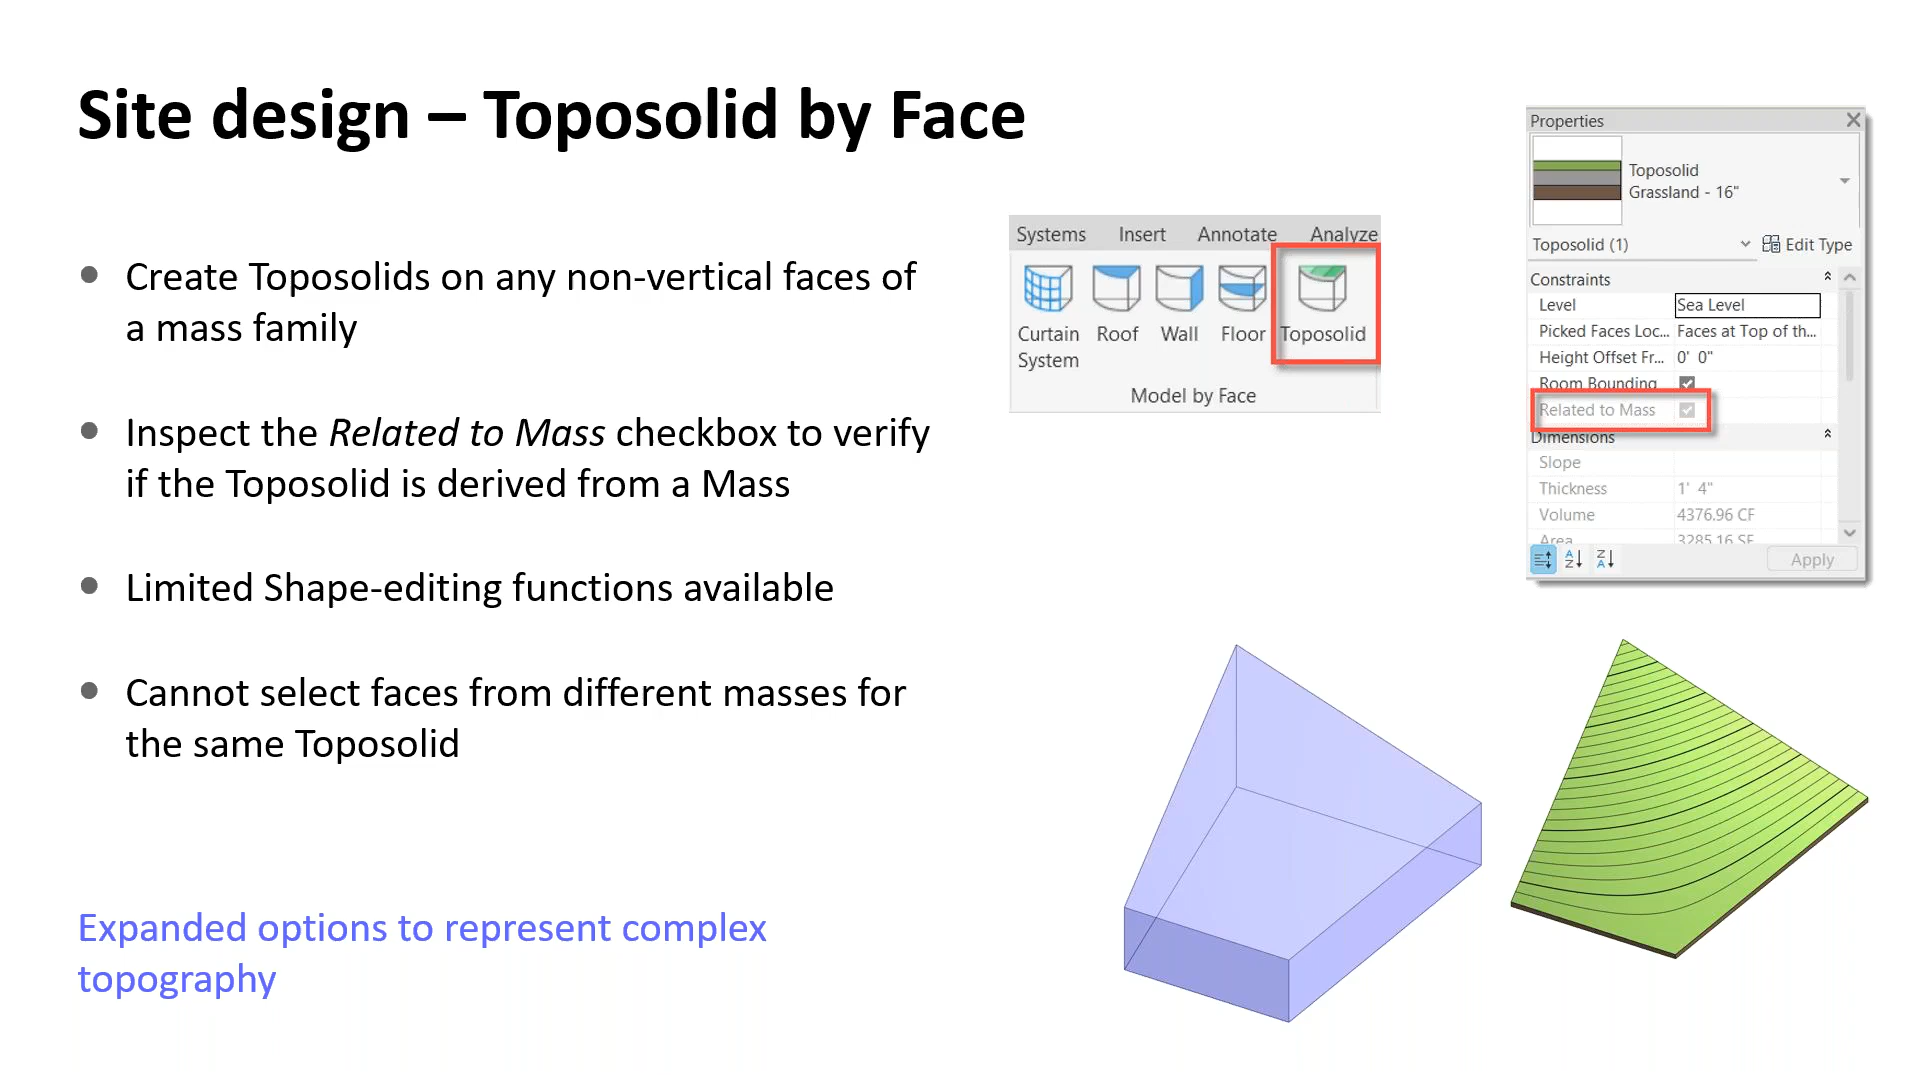 Site design – Toposolid by Face
Create Toposolids on any non-vertical faces of
a mass family
Inspect the Related to Mass checkbox to verify
if the Toposolid is derived from a Mass
Limited Shape-editing functions available
Cannot select faces from different masses for
the same Toposolid
Expanded options to represent complex
topography
Systems Insert Annotate Analyze
Curtain System Roof Wall Floor Toposolid
Model by Face
Properties
Toposolid
Grassland - 16"
Toposolid (1) Edit Type
Constraints
Level Sea Level
Picked Faces Loc... Faces at Top of th...
Height Offset Fr... 0' 0"
Room Bounding
Related to Mass
Dimensions
Slope
Thickness 1' 4"
Volume 4376.96 CF
Area 3285.16 SF
Apply